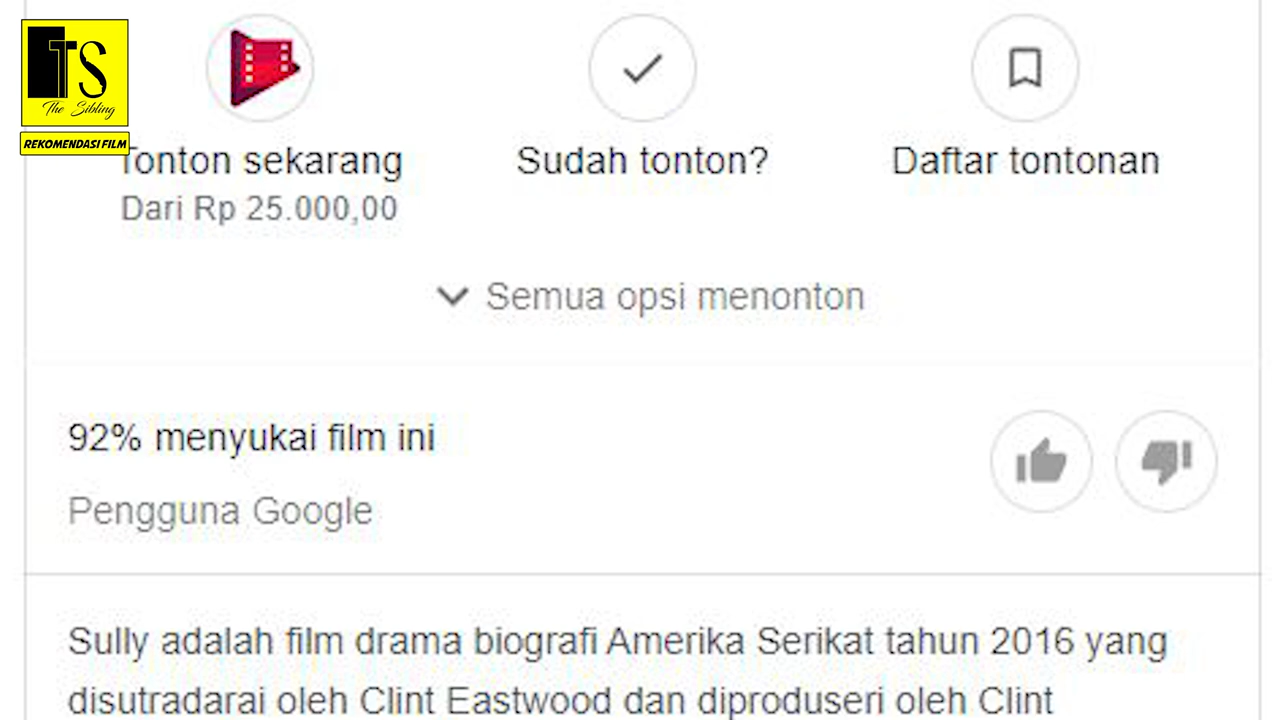 TS
The Sibling
REKOMENDASI FILM
Tonton sekarang
Dari Rp 25.000,00
Sudah tonton?
Daftar tontonan
Semua opsi menonton
92% menyukai film ini
Pengguna Google
Sully adalah film drama biografi Amerika Serikat tahun 2016 yang
disutradarai oleh Clint Eastwood dan diproduseri oleh Clint